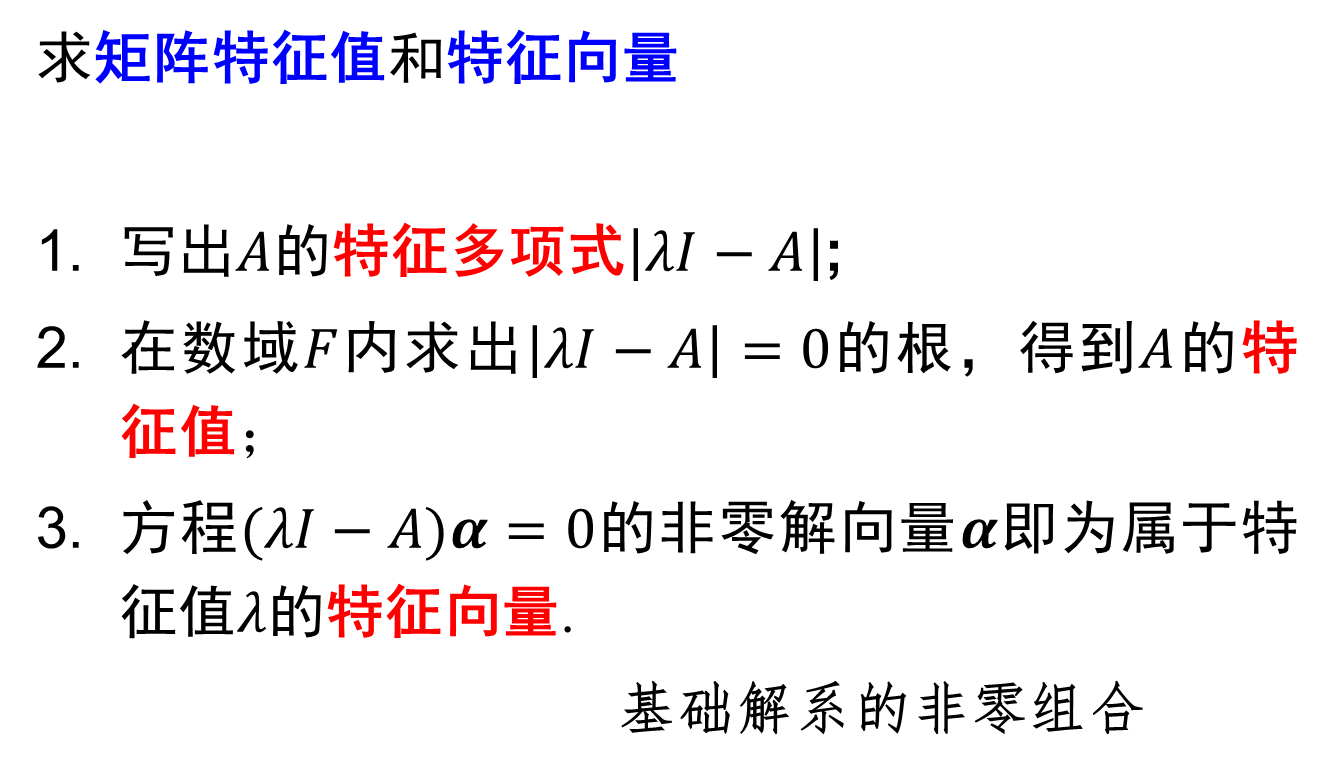 求矩阵特征值和特征向量
1. 写出A的特征多项式|λI − A|;
2. 在数域F内求出|λI − A| = 0的根，得到A的特
征值；
3. 方程(λI − A)α = 0的非零解向量α即为属于特
征值λ的特征向量.
基础解系的非零组合